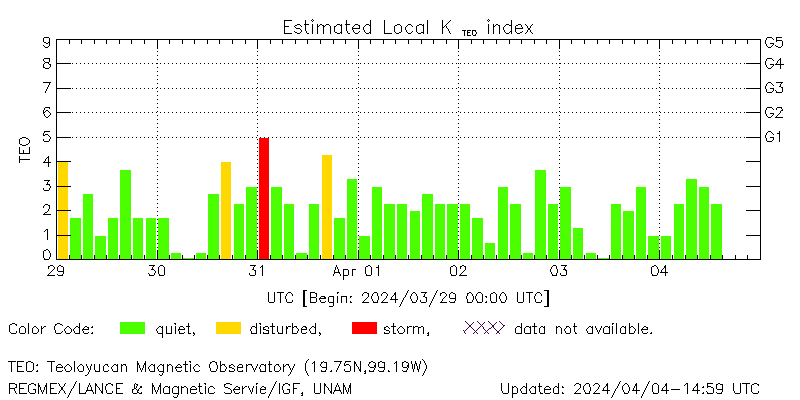 Estimated Local K TEO index
9 G5
8 G4
7 G3
6 G2
5 G1
4
3
2
1
0
TEO
29 30 31 Apr 01 02 03 04
UTC [Begin: 2024/03/29 00:00 UTC]
Color Code: quiet, disturbed, storm, data not available.
TEO: Teoloyucan Magnetic Observatory (19.75N,99.19W)
REGMEX/LANCE & Magnetic Servie/IGF, UNAM Updated: 2024/04/04-14:59 UTC